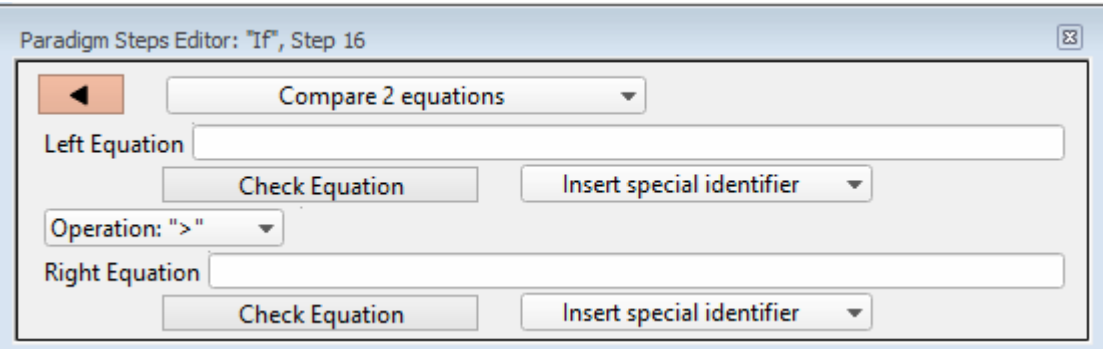 Paradigm Steps Editor: "If", Step 16
Compare 2 equations
Left Equation
Check Equation Insert special identifier
Operation: ">"
Right Equation
Check Equation Insert special identifier